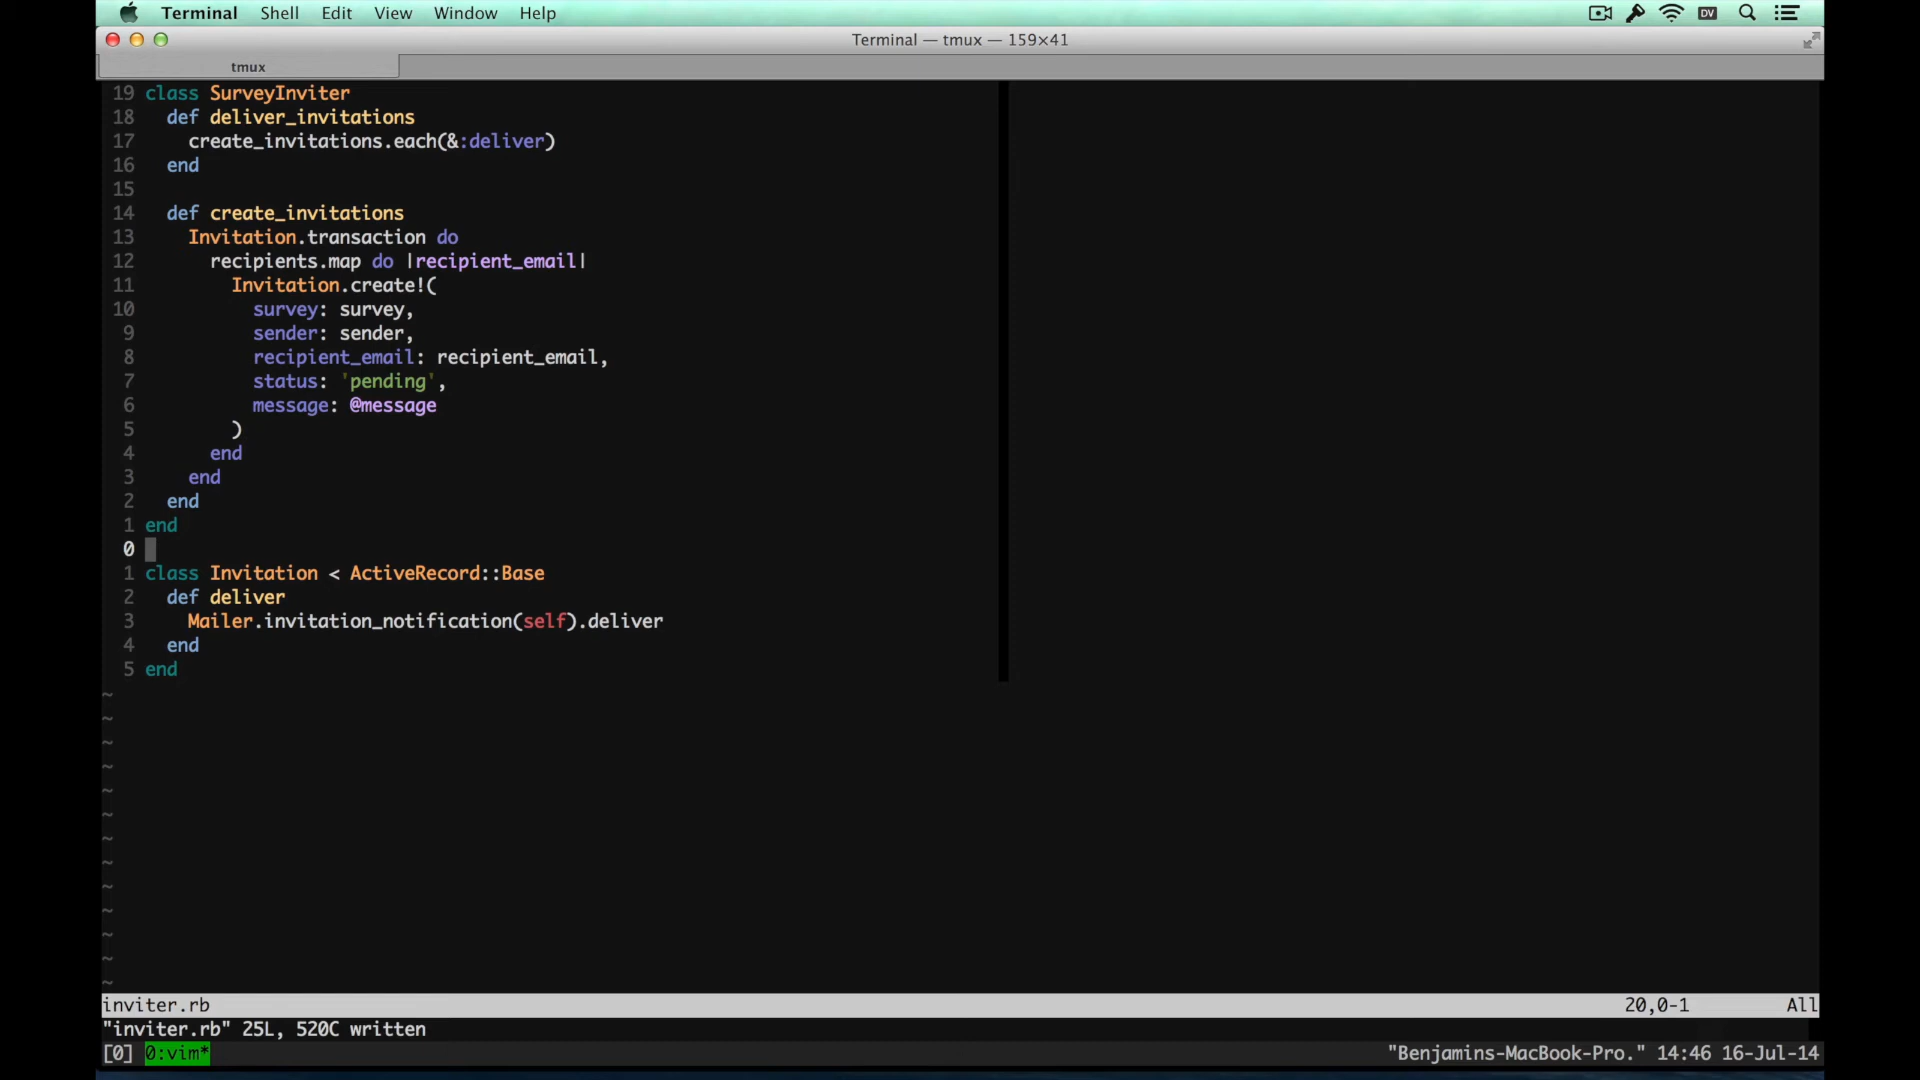 Terminal Shell Edit View Window Help DV
Terminal — tmux — 159×41
tmux
19 class SurveyInviter
18   def deliver_invitations
17     create_invitations.each(&:deliver)
16   end
15
14   def create_invitations
13     Invitation.transaction do
12       recipients.map do |recipient_email|
11         Invitation.create!(
10           survey: survey,
9           sender: sender,
8           recipient_email: recipient_email,
7           status: 'pending',
6           message: @message
5         )
4       end
3     end
2   end
1 end
0
1 class Invitation < ActiveRecord::Base
2   def deliver
3     Mailer.invitation_notification(self).deliver
4   end
5 end
~
~
~
~
~
~
~
~
~
~
~
~
~
inviter.rb 20,0-1 All
"inviter.rb" 25L, 520C written
[0] 0:vim* "Benjamins-MacBook-Pro." 14:46 16-Jul-14